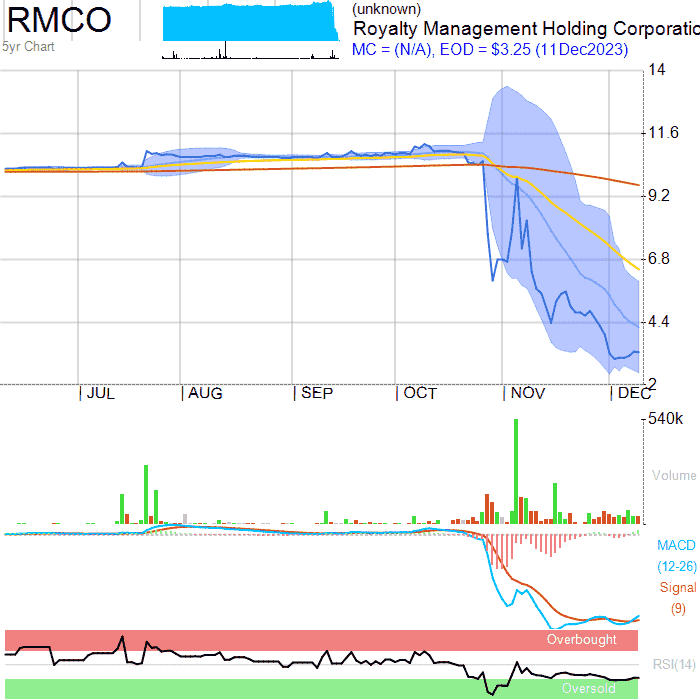 RMCO
5yr Chart
(unknown)
Royalty Management Holding Corporatio
MC = (N/A), EOD = $3.25 (11Dec2023)
14
11.6
9.2
6.8
4.4
2
JUL AUG SEP OCT NOV DEC
540k
Volume
MACD
(12-26)
Signal
(9)
Overbought
RSI(14)
Oversold